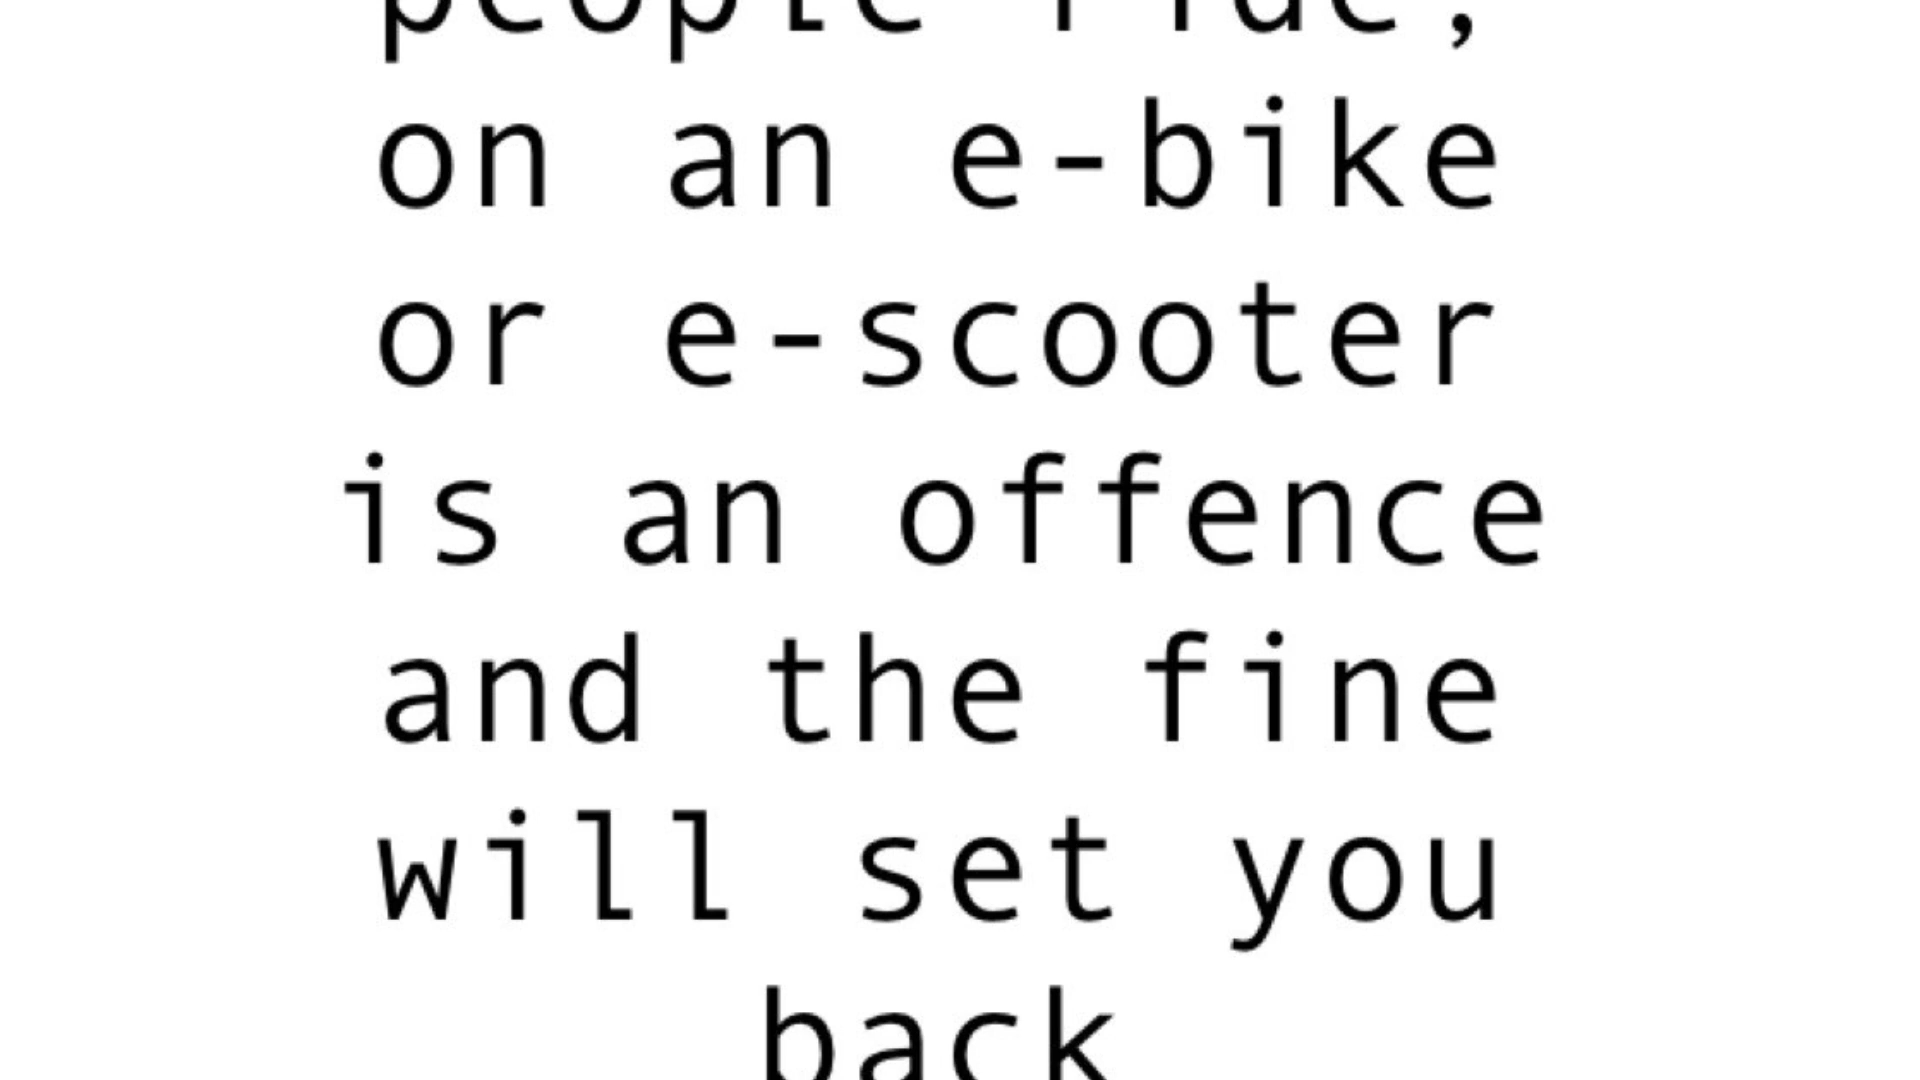 people ride,
on an e-bike
or e-scooter
is an offence
and the fine
will set you
back